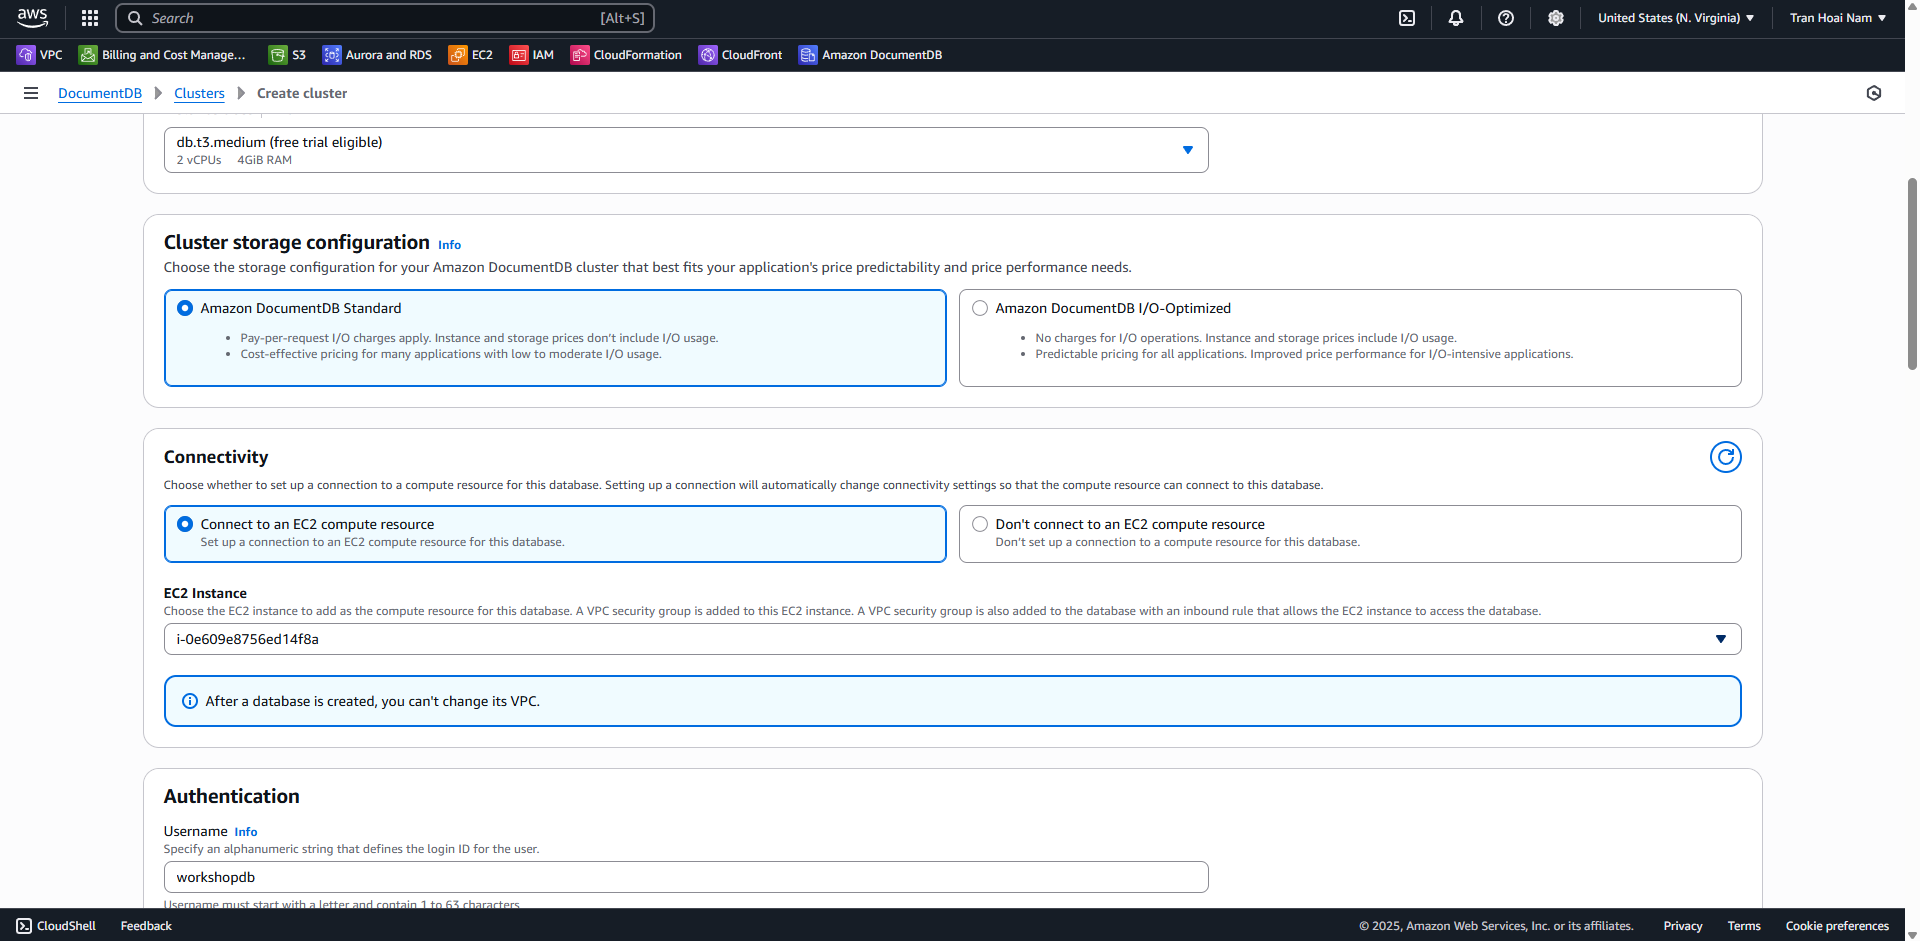 aws
Search [Alt+S]
United States (N. Virginia)
Tran Hoai Nam
VPC
Billing and Cost Manage...
S3
Aurora and RDS
EC2
IAM
CloudFormation
CloudFront
Amazon DocumentDB
DocumentDB
Clusters
Create cluster
db.t3.medium (free trial eligible)
2 vCPUs 4GiB RAM
Cluster storage configuration Info
Choose the storage configuration for your Amazon DocumentDB cluster that best fits your application's price predictability and price performance needs.
Amazon DocumentDB Standard
• Pay-per-request I/O charges apply. Instance and storage prices don't include I/O usage.
• Cost-effective pricing for many applications with low to moderate I/O usage.
Amazon DocumentDB I/O-Optimized
• No charges for I/O operations. Instance and storage prices include I/O usage.
• Predictable pricing for all applications. Improved price performance for I/O-intensive applications.
Connectivity
Choose whether to set up a connection to a compute resource for this database. Setting up a connection will automatically change connectivity settings so that the compute resource can connect to this database.
Connect to an EC2 compute resource
Set up a connection to an EC2 compute resource for this database.
Don't connect to an EC2 compute resource
Don't set up a connection to a compute resource for this database.
EC2 Instance
Choose the EC2 instance to add as the compute resource for this database. A VPC security group is added to this EC2 instance. A VPC security group is also added to the database with an inbound rule that allows the EC2 instance to access the database.
i-0e609e8756ed14f8a
After a database is created, you can't change its VPC.
Authentication
Username Info
Specify an alphanumeric string that defines the login ID for the user.
workshopdb
Username must start with a letter and contain 1 to 63 characters
CloudShell
Feedback
© 2025, Amazon Web Services, Inc. or its affiliates.
Privacy
Terms
Cookie preferences